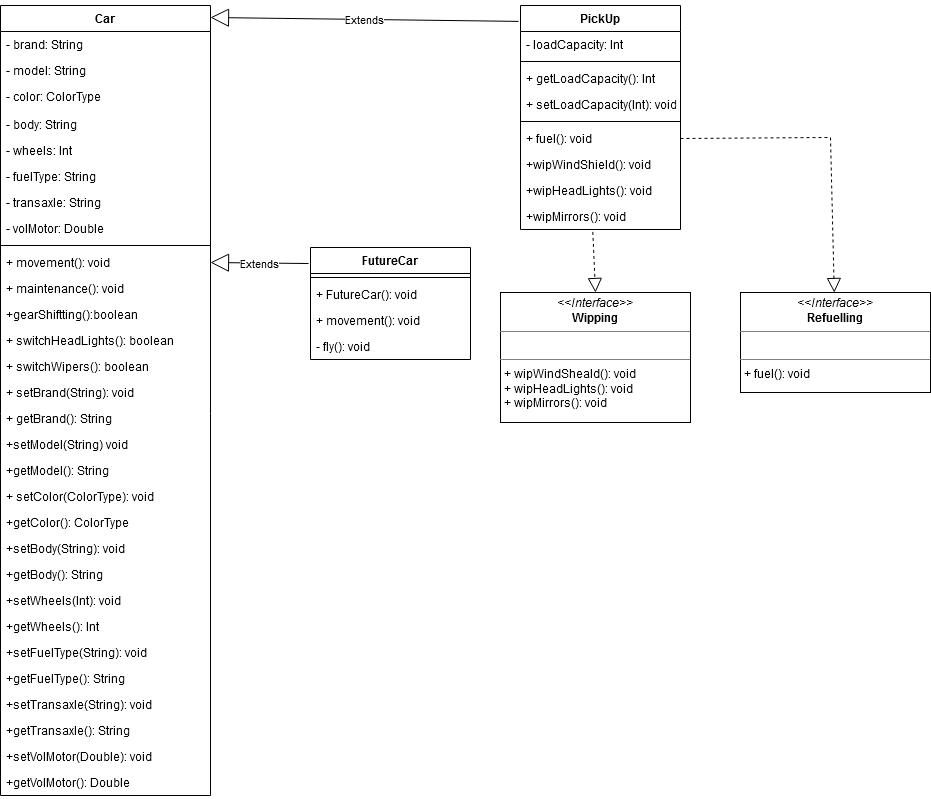 Car
- brand: String
- model: String
- color: ColorType
- body: String
- wheels: Int
- fuelType: String
- transaxle: String
- volMotor: Double
+ movement(): void
+ maintenance(): void
+gearShiftting():boolean
+ switchHeadLights(): boolean
+ switchWipers(): boolean
+ setBrand(String): void
+ getBrand(): String
+setModel(String) void
+getModel(): String
+ setColor(ColorType): void
+getColor(): ColorType
+setBody(String): void
+getBody(): String
+setWheels(Int): void
+getWheels(): Int
+setFuelType(String): void
+getFuelType(): String
+setTransaxle(String): void
+getTransaxle(): String
+setVolMotor(Double): void
+getVolMotor(): Double
Extends
Extends
PickUp
- loadCapacity: Int
+ getLoadCapacity(): Int
+ setLoadCapacity(Int): void
+ fuel(): void
+wipWindShield(): void
+wipHeadLights(): void
+wipMirrors(): void
FutureCar
+ FutureCar(): void
+ movement(): void
- fly(): void
<<Interface>>
Wipping
+ wipWindSheald(): void
+ wipHeadLights(): void
+ wipMirrors(): void
<<Interface>>
Refuelling
+ fuel(): void